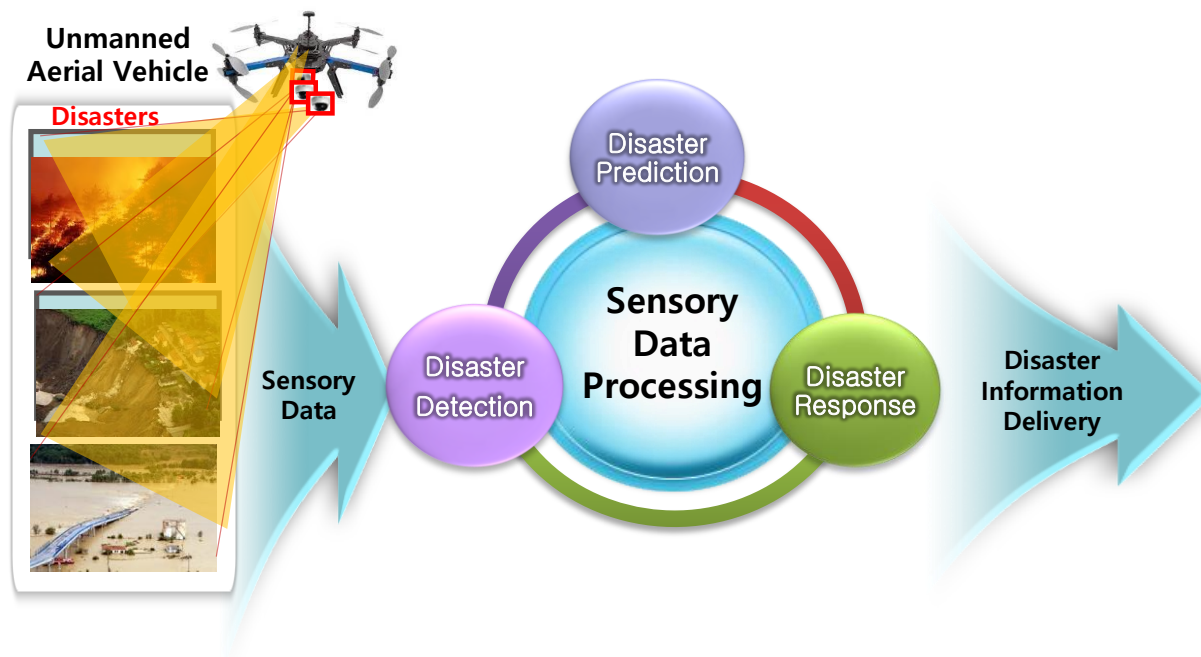 Unmanned
Aerial Vehicle
Disasters
Sensory
Data
Disaster
Prediction
Disaster
Detection
Sensory
Data
Processing
Disaster
Response
Disaster
Information
Delivery